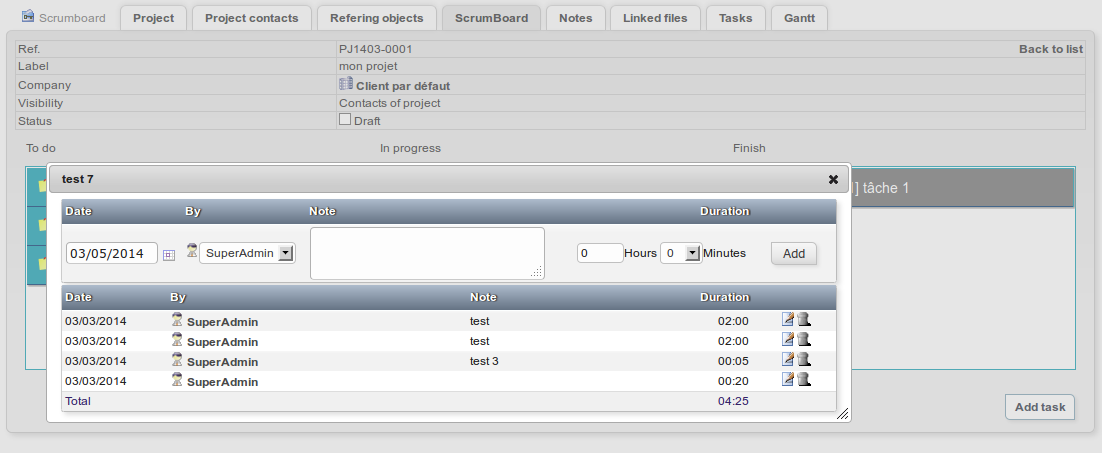 Scrumboard Project Project contacts Refering objects ScrumBoard Notes Linked files Tasks Gantt
Ref. PJ1403-0001 Back to list
Label mon projet
Company Client par défaut
Visibility Contacts of project
Status Draft
To do In progress Finish
] tâche 1
test 7
Date By Note Duration
03/05/2014 SuperAdmin 0 Hours 0 Minutes Add
Date By Note Duration
03/03/2014 SuperAdmin test 02:00
03/03/2014 SuperAdmin test 02:00
03/03/2014 SuperAdmin test 3 00:05
03/03/2014 SuperAdmin 00:20
Total 04:25
Add task